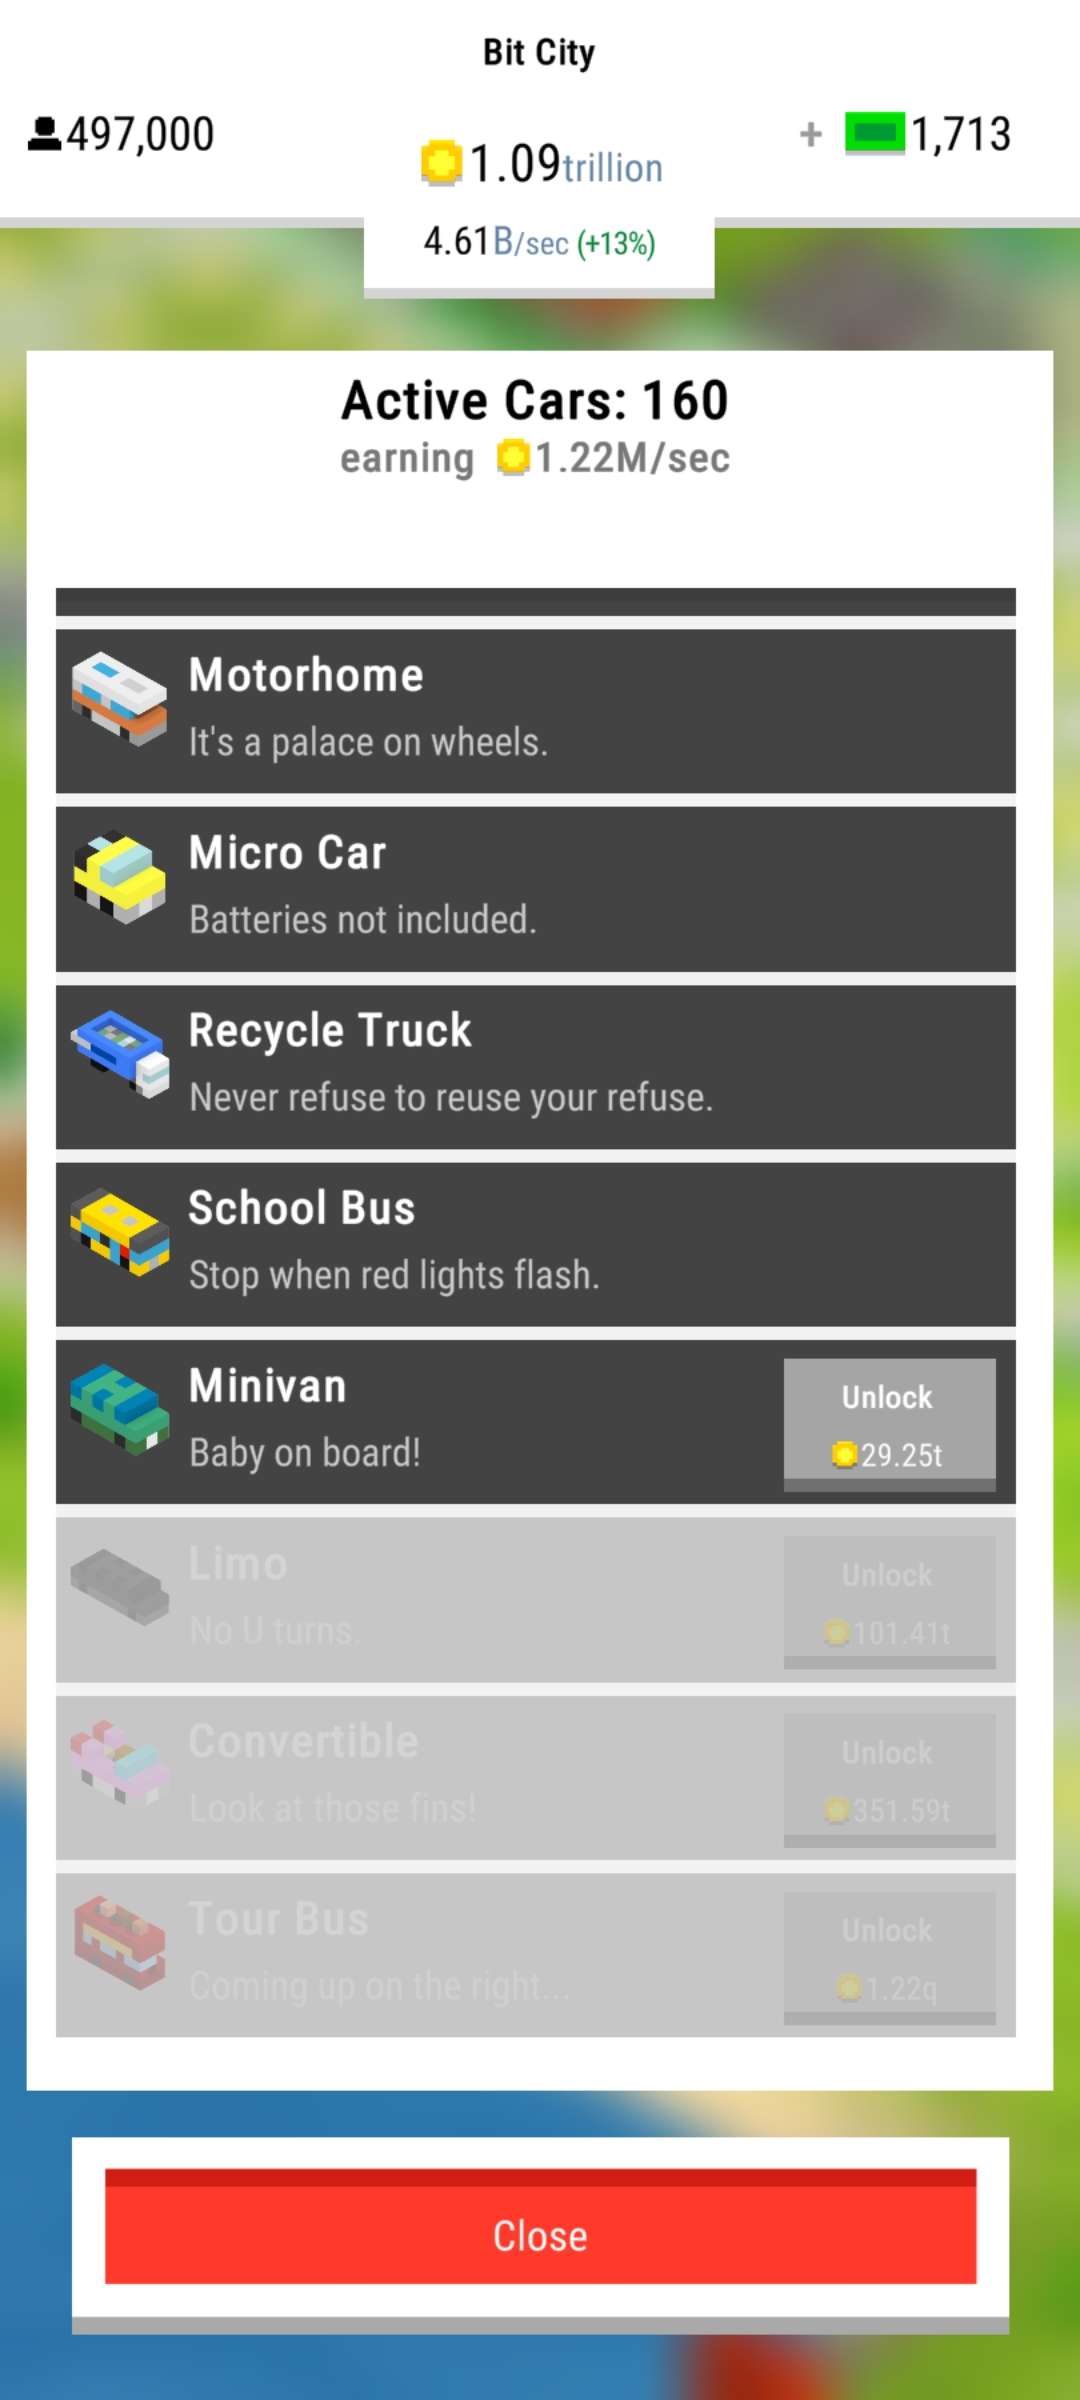 Bit City
497,000
1.09trillion
+ 1,713
4.61B/sec (+13%)
Active Cars: 160
earning 1.22M/sec
Motorhome
It's a palace on wheels.
Micro Car
Batteries not included.
Recycle Truck
Never refuse to reuse your refuse.
School Bus
Stop when red lights flash.
Minivan
Baby on board!
Unlock
29.25t
Limo
No U turns.
Unlock
101.41t
Convertible
Look at those fins!
Unlock
351.59t
Tour Bus
Coming up on the right...
Unlock
1.22q
Close